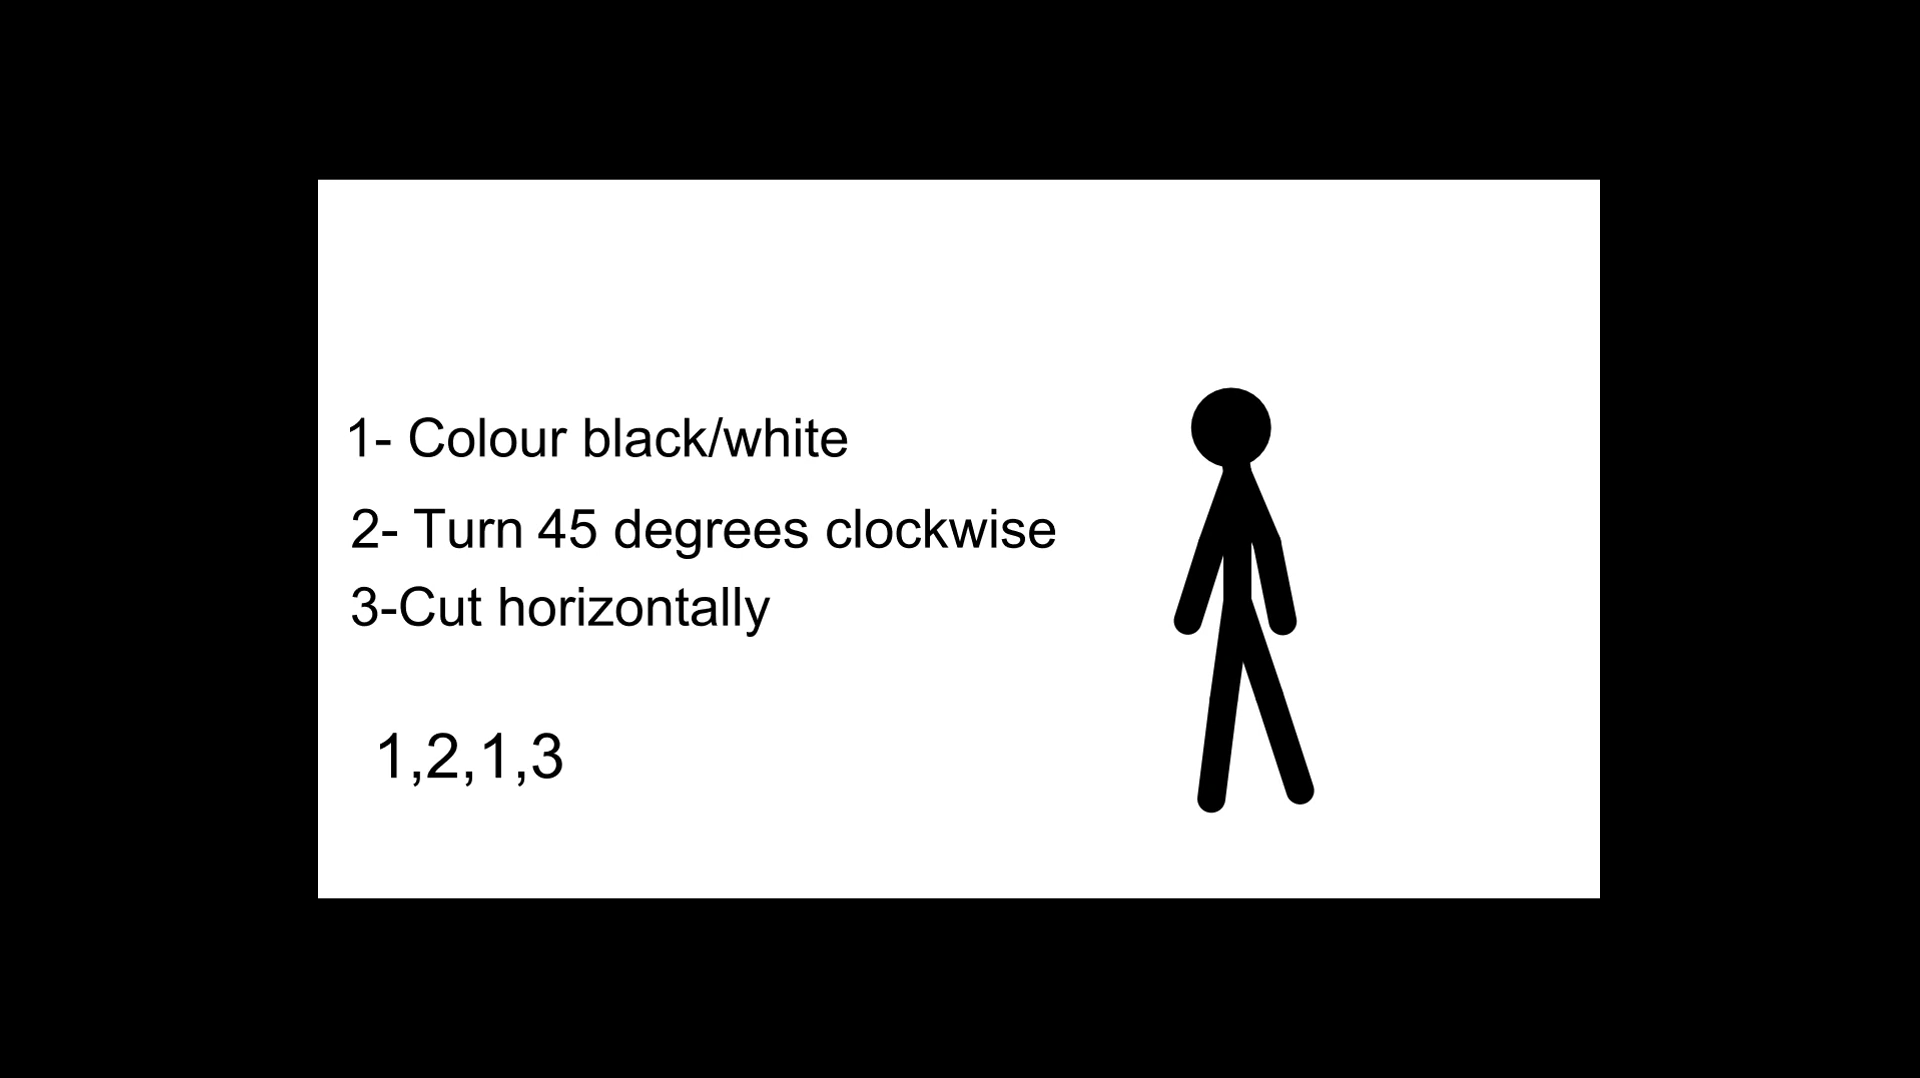 1- Colour black/white
2- Turn 45 degrees clockwise
3-Cut horizontally
1,2,1,3